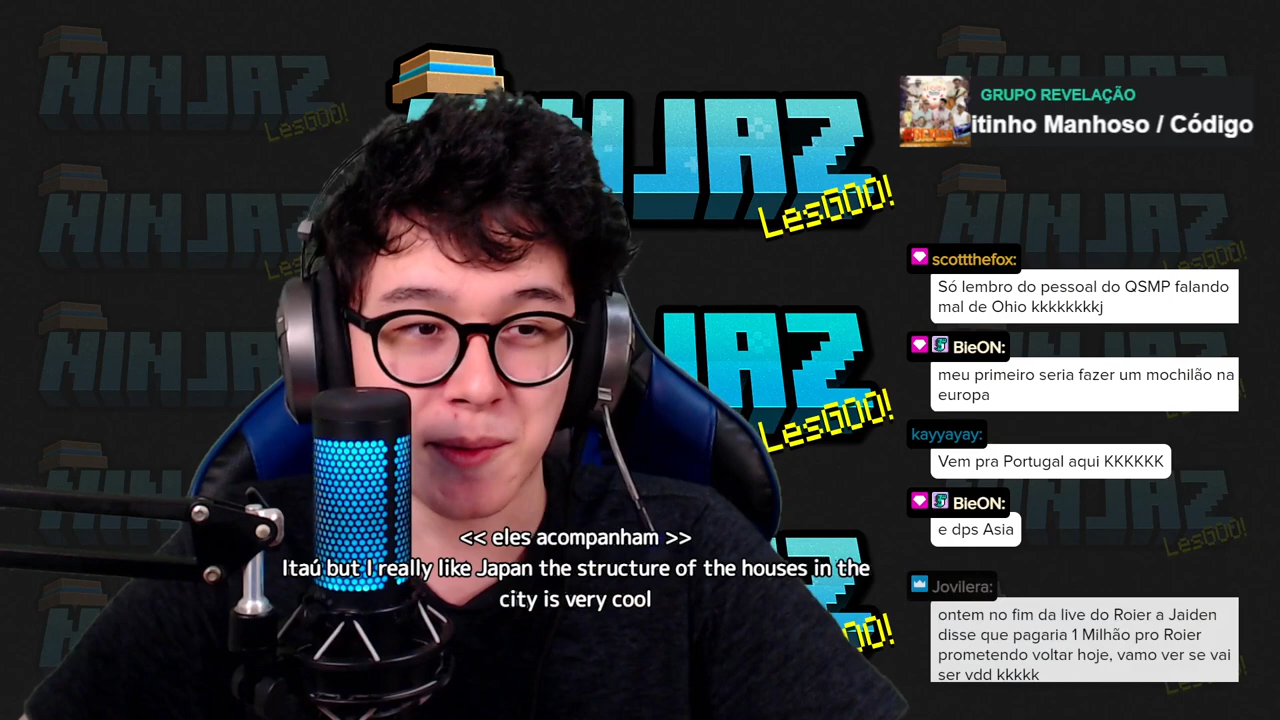 NINJAZ
LesGOO!
NINJAZ
LesGOO!
GRUPO REVELAÇÃO
itinho Manhoso / Código
LesGOO!
scottthefox:
Só lembro do pessoal do QSMP falando
mal de Ohio kkkkkkkkj
BieON:
meu primeiro seria fazer um mochilão na
europa
kayyayay:
Vem pra Portugal aqui KKKKKK
BieON:
e dps Asia
Jovilera:
ontem no fim da live do Roier a Jaiden
disse que pagaria 1 Milhão pro Roier
prometendo voltar hoje, vamo ver se vai
ser vdd kkkkk
<< eles acompanham >>
Itaú but I really like Japan the structure of the houses in the
city is very cool